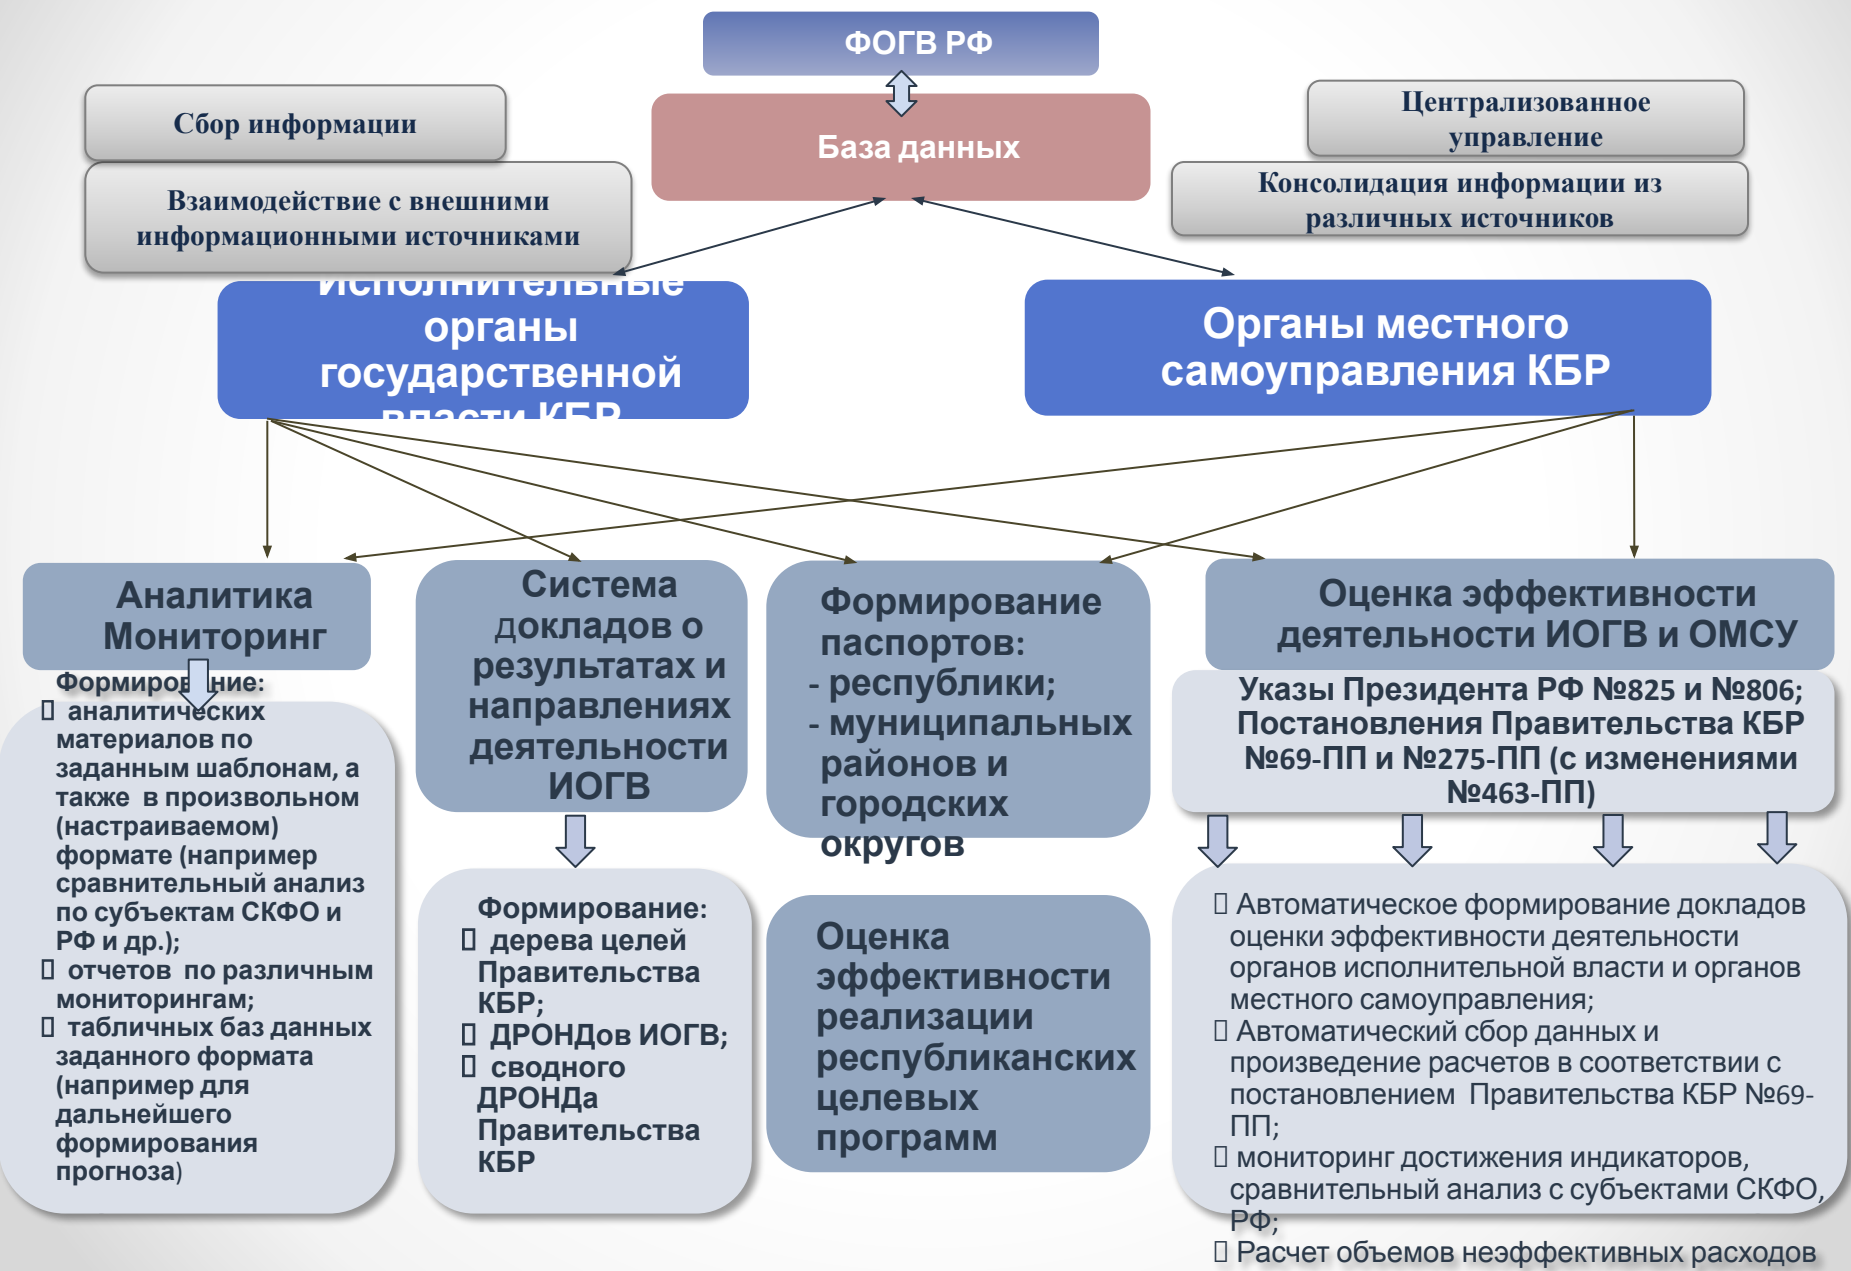 ФОГВ РФ
База данных
Сбор информации
Взаимодействие с внешними
информационными источниками
Централизованное
управление
Консолидация информации из
различных источников
Исполнительные
органы
государственной
власти КБР
Органы местного
самоуправления КБР
Аналитика
Мониторинг
Формирование:
аналитических
материалов по
заданным шаблонам, а
также в произвольном
(настраиваемом)
формате (например
сравнительный анализ
по субъектам СКФО и
РФ и др.);
отчетов по различным
мониторингам;
табличных баз данных
заданного формата
(например для
дальнейшего
формирования
прогноза)
Система
докладов о
результатах и
направлениях
деятельности
ИОГВ
Формирование:
дерева целей
Правительства
КБР;
ДРОНДов ИОГВ;
сводного
ДРОНДа
Правительства
КБР
Формирование
паспортов:
- республики;
- муниципальных
районов и
городских
округов
Оценка
эффективности
реализации
республиканских
целевых
программ
Оценка эффективности
деятельности ИОГВ и ОМСУ
Указы Президента РФ №825 и №806;
Постановления Правительства КБР
№69-ПП и №275-ПП (с изменениями
№463-ПП)
Автоматическое формирование докладов
оценки эффективности деятельности
органов исполнительной власти и органов
местного самоуправления;
Автоматический сбор данных и
произведение расчетов в соответствии с
постановлением Правительства КБР №69-
ПП;
мониторинг достижения индикаторов,
сравнительный анализ с субъектами СКФО,
РФ;
Расчет объемов неэффективных расходов